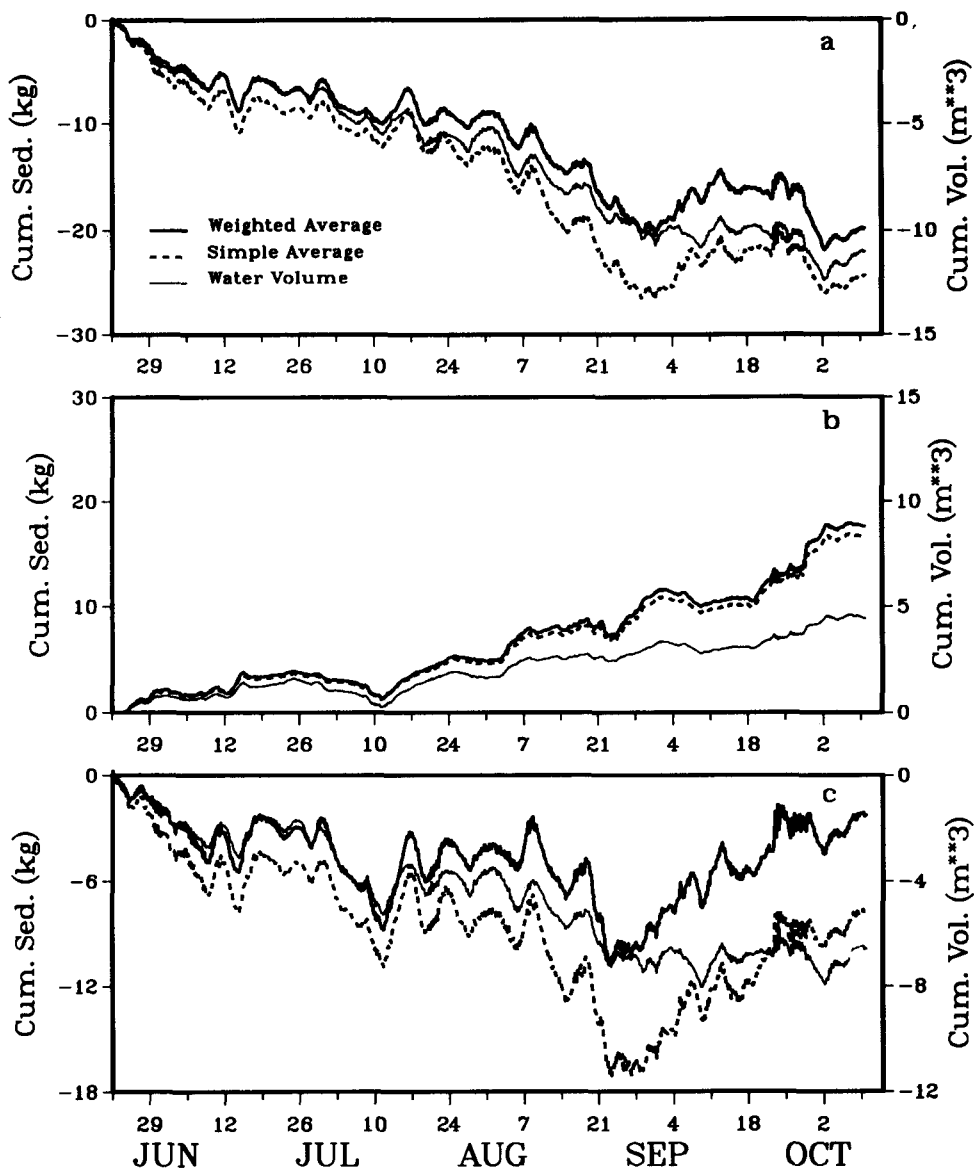 a
0
-10
-20
-30
Cum. Sed. (kg)
0,
-5
-10
-15
Cum. Vol. (m**3)
Weighted Average
Simple Average
Water Volume
29 12 26 10 24 7 21 4 18 2
b
30
20
10
0
Cum. Sed. (kg)
15
10
5
0
Cum. Vol. (m**3)
29 12 26 10 24 7 21 4 18 2
c
0
-6
-12
-18
Cum. Sed. (kg)
0
-4
-8
-12
Cum. Vol. (m**3)
29 12 26 10 24 7 21 4 18 2
JUN JUL AUG SEP OCT